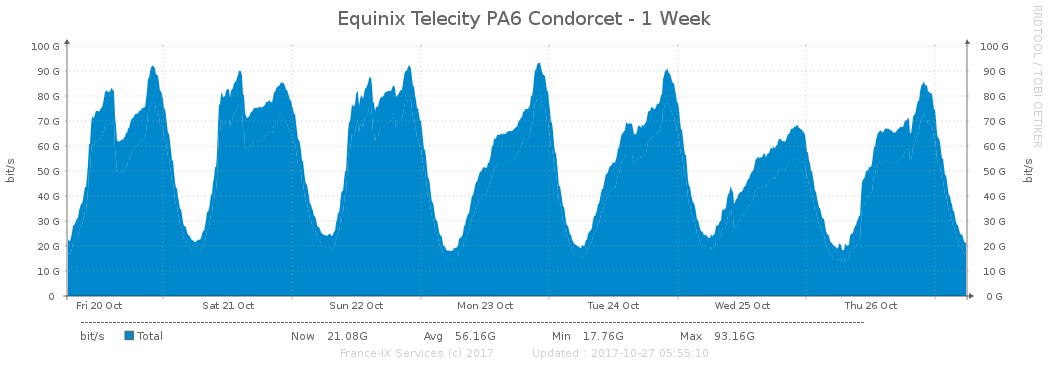 Equinix Telecity PA6 Condorcet - 1 Week
RRDTOOL / TOBI OETIKER
bit/s
100 G 100 G
90 G 90 G
80 G 80 G
70 G 70 G
60 G 60 G
50 G 50 G
40 G 40 G
30 G 30 G
20 G 20 G
10 G 10 G
0 0 G
bit/s
Fri 20 Oct Sat 21 Oct Sun 22 Oct Mon 23 Oct Tue 24 Oct Wed 25 Oct Thu 26 Oct
bit/s Total Now 21.08G Avg 56.16G Min 17.76G Max 93.16G
France-IX Services (c) 2017 Updated : 2017-10-27 05:55:10